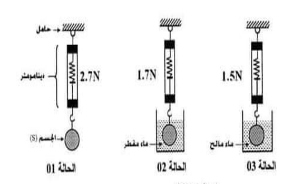 حامل
دينامومتر
2.7N
1.7N
1.5N
الجسم (S)
ماء مقطر
ماء مالح
الحالة 01
الحالة 02
الحالة 03